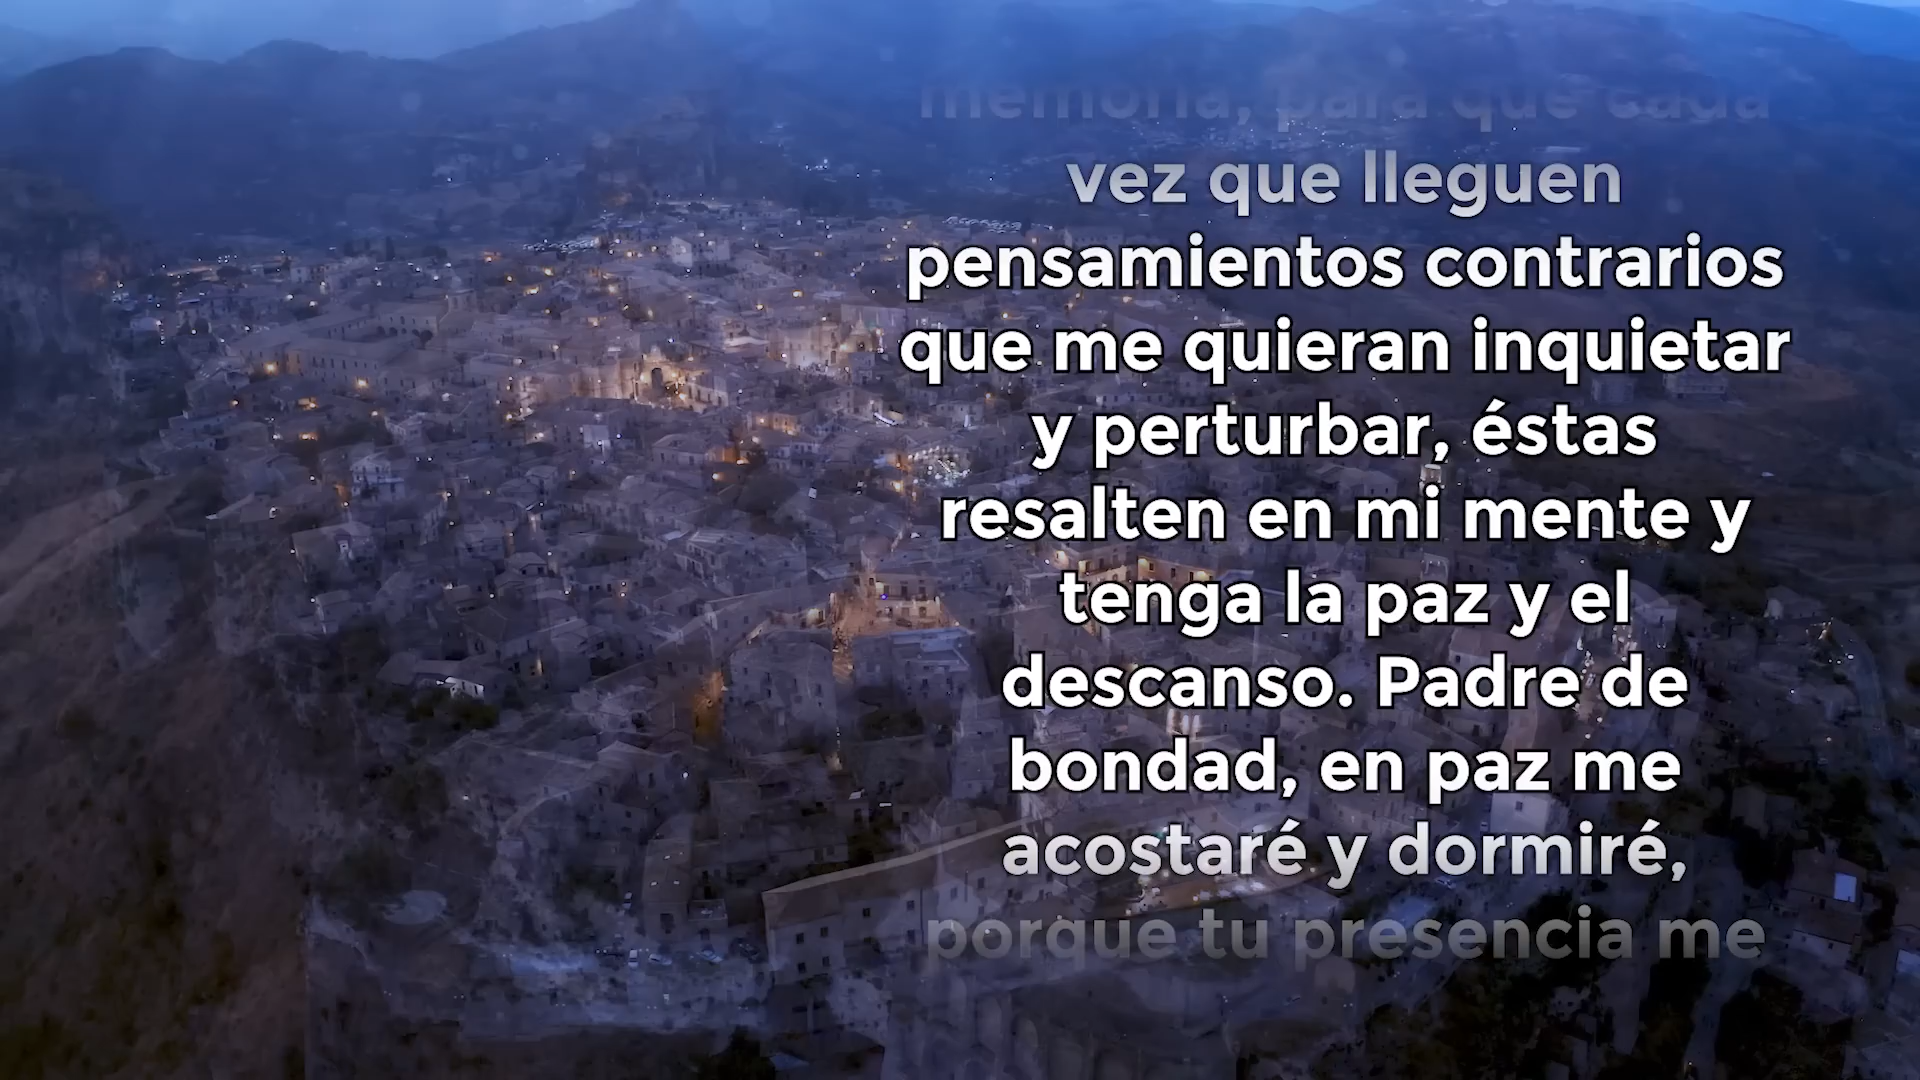 memoria, para que cada
vez que lleguen
pensamientos contrarios
que me quieran inquietar
y perturbar, éstas
resalten en mi mente y
tenga la paz y el
descanso. Padre de
bondad, en paz me
acostaré y dormiré,
porque tu presencia me